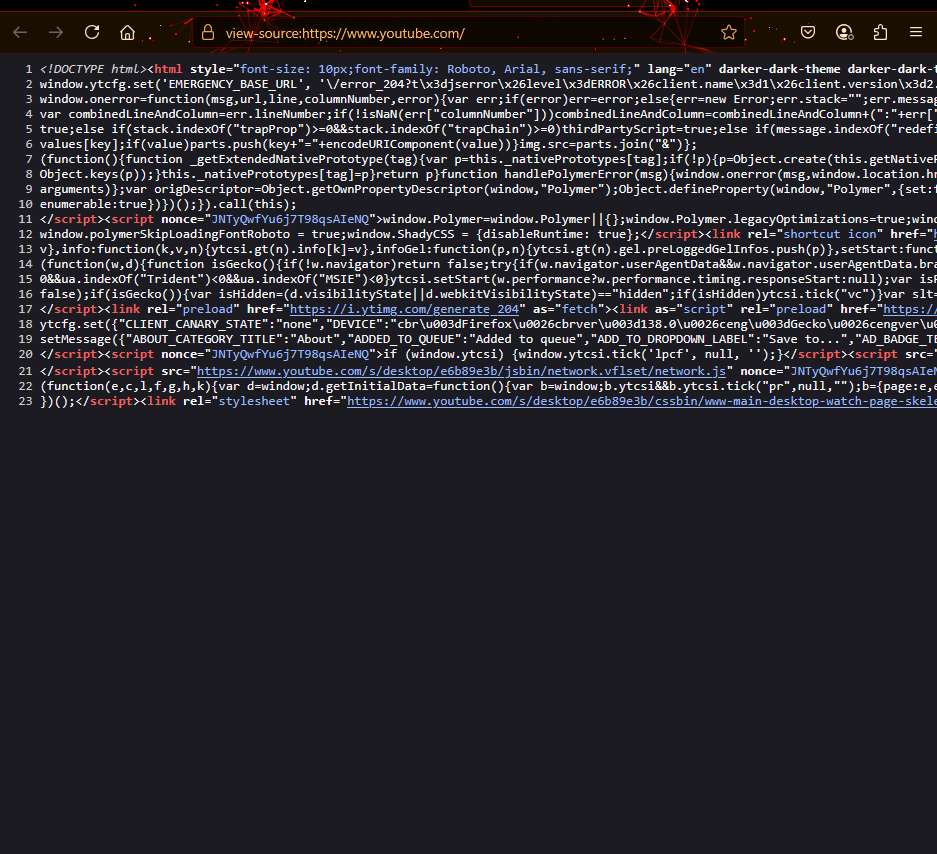 view-source:https://www.youtube.com/
1 <!DOCTYPE html><html style="font-size: 10px;font-family: Roboto, Arial, sans-serif;" lang="en" darker-dark-theme darker-dark-t
2 window.ytcfg.set('EMERGENCY_BASE_URL', '\/error_204?t\x3djserror\x26level\x3dERROR\x26client.name\x3d1\x26client.version\x3d2.
3 window.onerror=function(msg,url,line,columnNumber,error){var err;if(error)err=error;else{err=new Error;err.stack="";err.messag
4 var combinedLineAndColumn=err.lineNumber;if(!isNaN(err["columnNumber"]))combinedLineAndColumn=combinedLineAndColumn+(":"+err["
5 true;else if(stack.indexOf("trapProp")>=0&&stack.indexOf("trapChain")>=0)thirdPartyScript=true;else if(message.indexOf("redefi
6 values[key];if(value)parts.push(key+"="+encodeURIComponent(value))}img.src=parts.join("&")};
7 (function(){function _getExtendedNativePrototype(tag){var p=this._nativePrototypes[tag];if(!p){p=Object.create(this.getNativeP
8 Object.keys(p));}this._nativePrototypes[tag]=p}return p}function handlePolymerError(msg){window.onerror(msg,window.location.hr
9 arguments)};var origDescriptor=Object.getOwnPropertyDescriptor(window,"Polymer");Object.defineProperty(window,"Polymer",{set:f
10 enumerable:true})})();}).call(this);
11 </script><script nonce="JNTyQwfYu6j7T98qsAIeNQ">window.Polymer=window.Polymer||{};window.Polymer.legacyOptimizations=true;wind
12 window.polymerSkipLoadingFontRoboto = true;window.ShadyCSS = {disableRuntime: true};</script><link rel="shortcut icon" href="h
13 v},info:function(k,v,n){ytcsi.gt(n).info[k]=v},infoGel:function(p,n){ytcsi.gt(n).gel.preLoggedGelInfos.push(p)},setStart:funct
14 (function(w,d){function isGecko(){if(!w.navigator)return false;try{if(w.navigator.userAgentData&&w.navigator.userAgentData.bra
15 0&&ua.indexOf("Trident")<0&&ua.indexOf("MSIE")<0}ytcsi.setStart(w.performance?w.performance.timing.responseStart:null);var isP
16 false);if(isGecko()){var isHidden=(d.visibilityState||d.webkitVisibilityState)=="hidden";if(isHidden)ytcsi.tick("vc")}var slt=
17 </script><link rel="preload" href="https://i.ytimg.com/generate_204" as="fetch"><link as="script" rel="preload" href="https://
18 ytcfg.set({"CLIENT_CANARY_STATE":"none","DEVICE":"cbr\u003dFirefox\u0026cbrver\u003d138.0\u0026ceng\u003dGecko\u0026cengver\u0
19 setMessage({"ABOUT_CATEGORY_TITLE":"About","ADDED_TO_QUEUE":"Added to queue","ADD_TO_DROPDOWN_LABEL":"Save to...","AD_BADGE_TE
20 </script><script nonce="JNTyQwfYu6j7T98qsAIeNQ">if (window.ytcsi) {window.ytcsi.tick('lpcf', null, '');}</script><script src="
21 </script><script src="https://www.youtube.com/s/desktop/e6b89e3b/jsbin/network.vflset/network.js" nonce="JNTyQwfYu6j7T98qsAIeN
22 (function(e,c,l,f,g,h,k){var d=window;d.getInitialData=function(){var b=window;b.ytcsi&&b.ytcsi.tick("pr",null,"");b={page:e,e
23 })();</script><link rel="stylesheet" href="https://www.youtube.com/s/desktop/e6b89e3b/cssbin/www-main-desktop-watch-page-skele